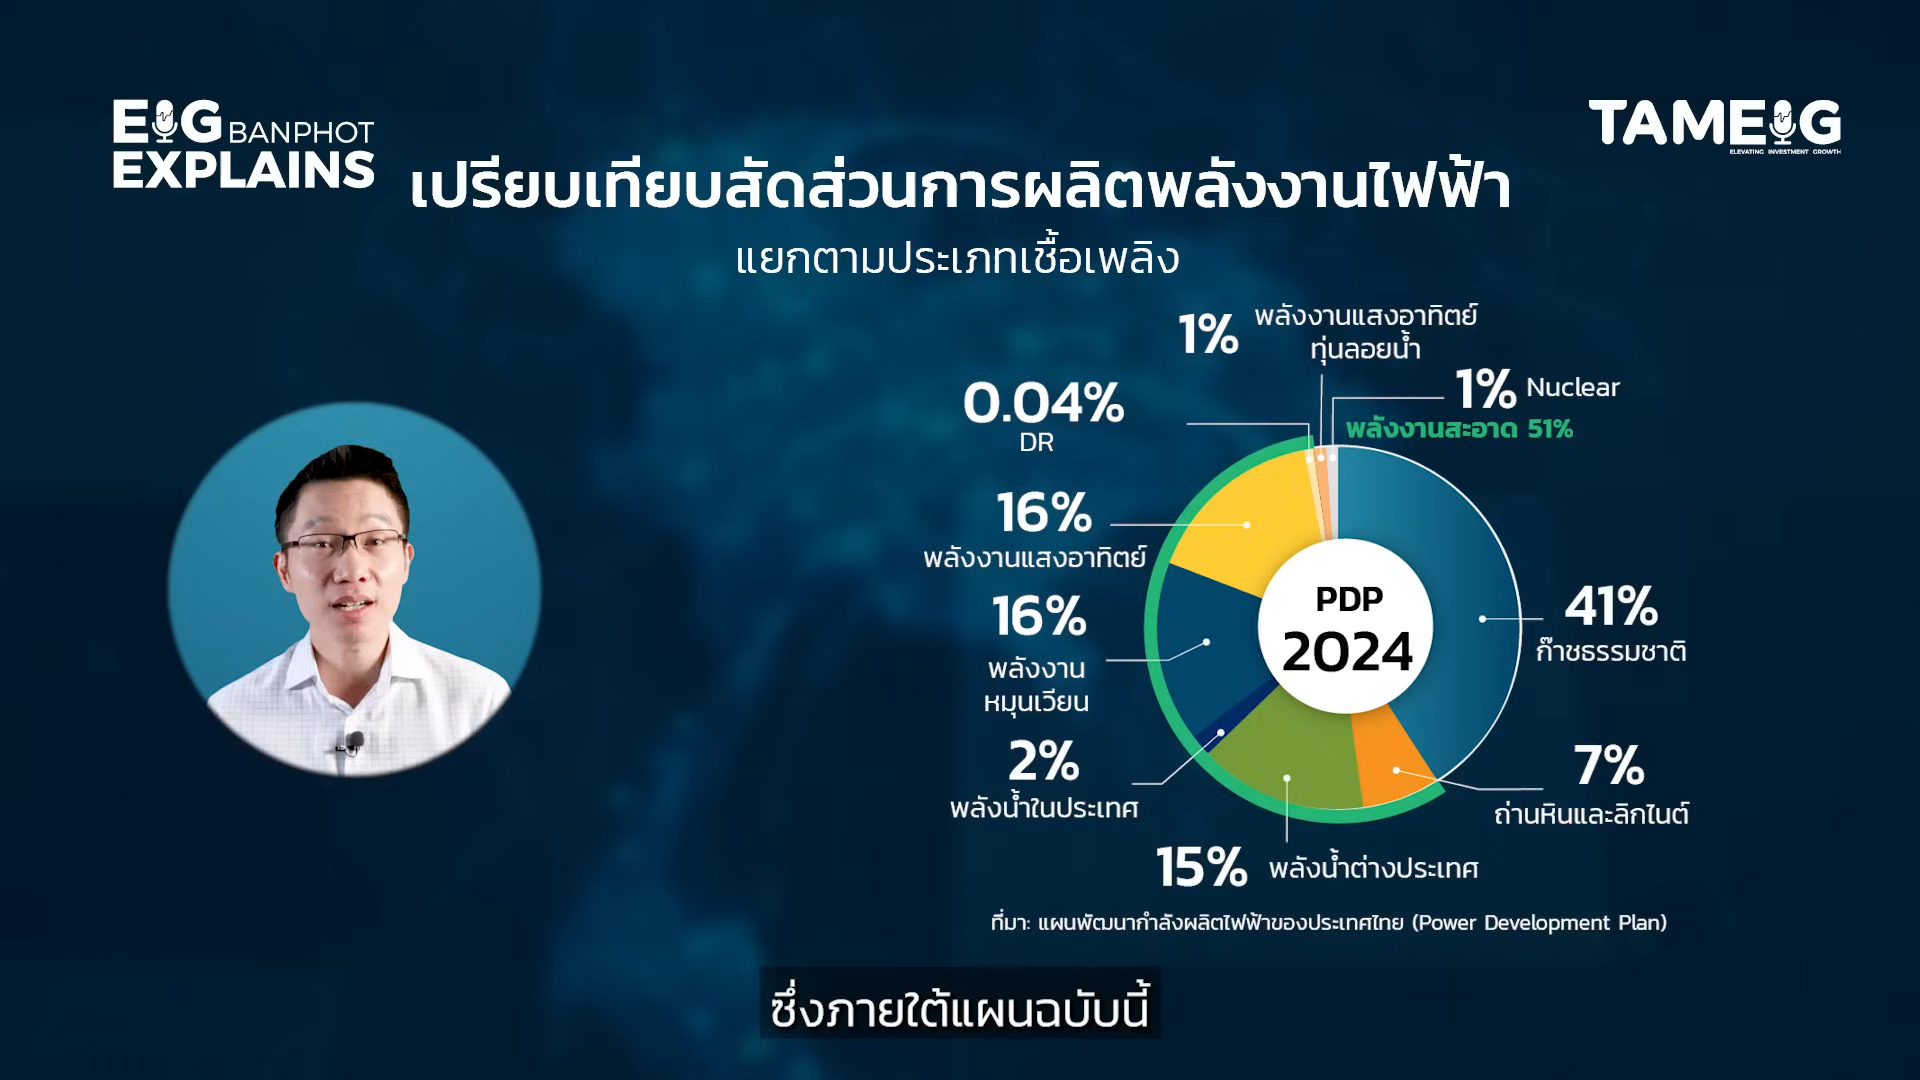 EIG BANPHOT
EXPLAINS
TAMEIG
ELEVATING INVESTMENT GROWTH
เปรียบเทียบสัดส่วนการผลิตพลังงานไฟฟ้า
แยกตามประเภทเชื้อเพลิง
1% พลังงานแสงอาทิตย์
ทุ่นลอยน้ำ
1% Nuclear
พลังงานสะอาด 51%
0.04%
DR
16%
พลังงานแสงอาทิตย์
16%
พลังงาน
หมุนเวียน
2%
พลังน้ำในประเทศ
15% พลังน้ำต่างประเทศ
PDP
2024
41%
ก๊าซธรรมชาติ
7%
ถ่านหินและลิกไนต์
ที่มา: แผนพัฒนากำลังผลิตไฟฟ้าของประเทศไทย (Power Development Plan)
ซึ่งภายใต้แผนฉบับนี้